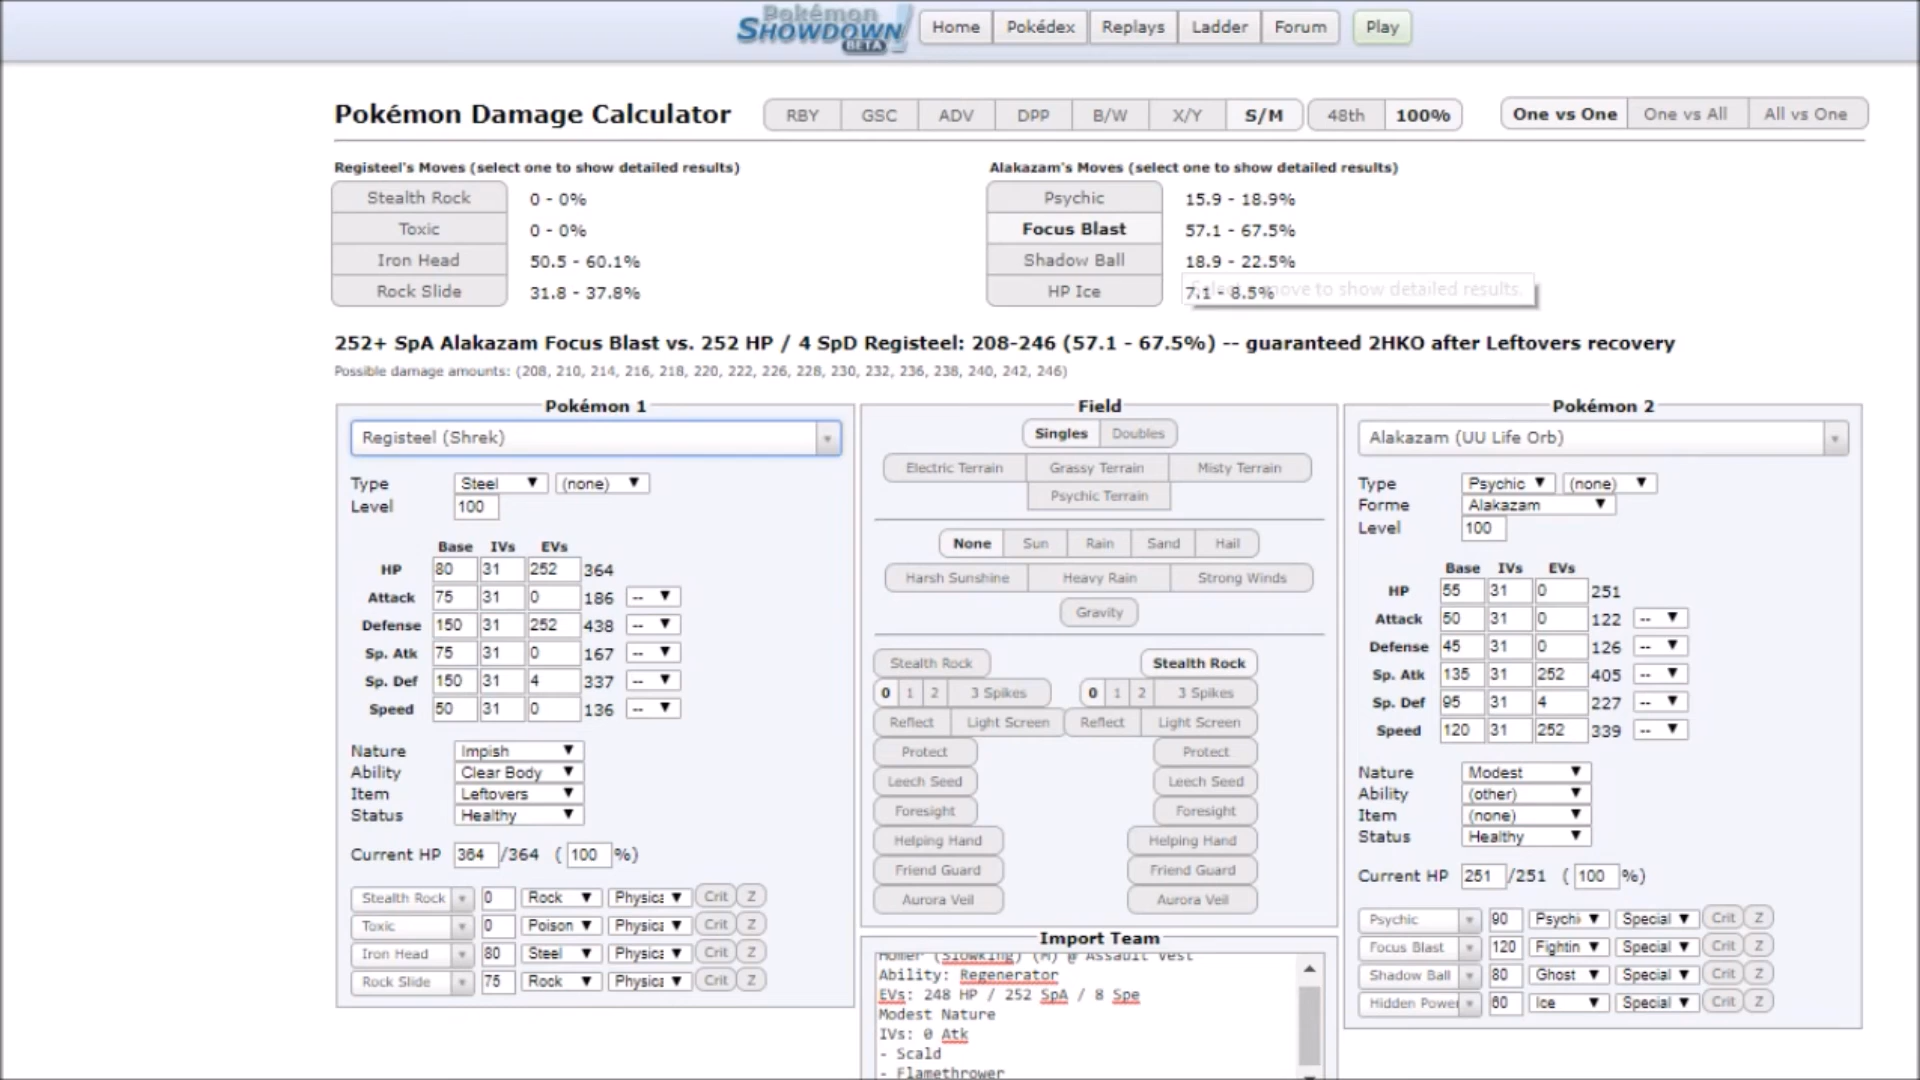 Pokémon
SHOWDOWN!
BETA
Home Pokédex Replays Ladder Forum Play
Pokémon Damage Calculator RBY GSC ADV DPP B/W X/Y S/M 48th 100% One vs One One vs All All vs One
Registeel's Moves (select one to show detailed results)
Stealth Rock 0 - 0%
Toxic 0 - 0%
Iron Head 50.5 - 60.1%
Rock Slide 31.8 - 37.8%
Alakazam's Moves (select one to show detailed results)
Psychic 15.9 - 18.9%
Focus Blast 57.1 - 67.5%
Shadow Ball 18.9 - 22.5%
HP Ice 7.1 - 8.5%
move to show detailed results.
252+ SpA Alakazam Focus Blast vs. 252 HP / 4 SpD Registeel: 208-246 (57.1 - 67.5%) -- guaranteed 2HKO after Leftovers recovery
Possible damage amounts: (208, 210, 214, 216, 218, 220, 222, 226, 228, 230, 232, 236, 238, 240, 242, 246)
Pokémon 1
Registeel (Shrek)
Type Steel (none)
Level 100
Base IVs EVs
HP 80 31 252 364
Attack 75 31 0 186 --
Defense 150 31 252 438 --
Sp. Atk 75 31 0 167 --
Sp. Def 150 31 4 337 --
Speed 50 31 0 136 --
Nature Impish
Ability Clear Body
Item Leftovers
Status Healthy
Current HP 364 /364 ( 100 %)
Stealth Rock 0 Rock Physica Crit Z
Toxic 0 Poison Physica Crit Z
Iron Head 80 Steel Physica Crit Z
Rock Slide 75 Rock Physica Crit Z
Field
Singles Doubles
Electric Terrain Grassy Terrain Misty Terrain
Psychic Terrain
None Sun Rain Sand Hail
Harsh Sunshine Heavy Rain Strong Winds
Gravity
Stealth Rock Stealth Rock
0 1 2 3 Spikes 0 1 2 3 Spikes
Reflect Light Screen Reflect Light Screen
Protect Protect
Leech Seed Leech Seed
Foresight Foresight
Helping Hand Helping Hand
Friend Guard Friend Guard
Aurora Veil Aurora Veil
Import Team
Homer (Slowking) (M) @ Assault Vest
Ability: Regenerator
EVs: 248 HP / 252 SpA / 8 Spe
Modest Nature
IVs: 0 Atk
- Scald
- Flamethrower
Pokémon 2
Alakazam (UU Life Orb)
Type Psychic (none)
Forme Alakazam
Level 100
Base IVs EVs
HP 55 31 0 251
Attack 50 31 0 122 --
Defense 45 31 0 126 --
Sp. Atk 135 31 252 405 --
Sp. Def 95 31 4 227 --
Speed 120 31 252 339 --
Nature Modest
Ability (other)
Item (none)
Status Healthy
Current HP 251 /251 ( 100 %)
Psychic 90 Psychi Special Crit Z
Focus Blast 120 Fightin Special Crit Z
Shadow Ball 80 Ghost Special Crit Z
Hidden Power 60 Ice Special Crit Z